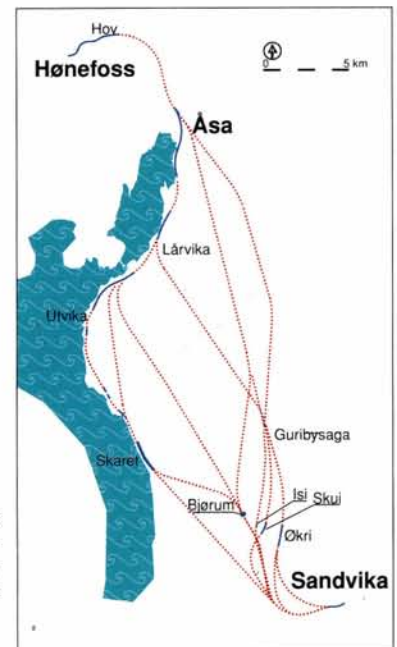 Hov
Hønefoss
0 5 km
Åsa
Lårvika
Utvika
Guribysaga
Skaret
Isi Skui
Bjørum
Økri
Sandvika